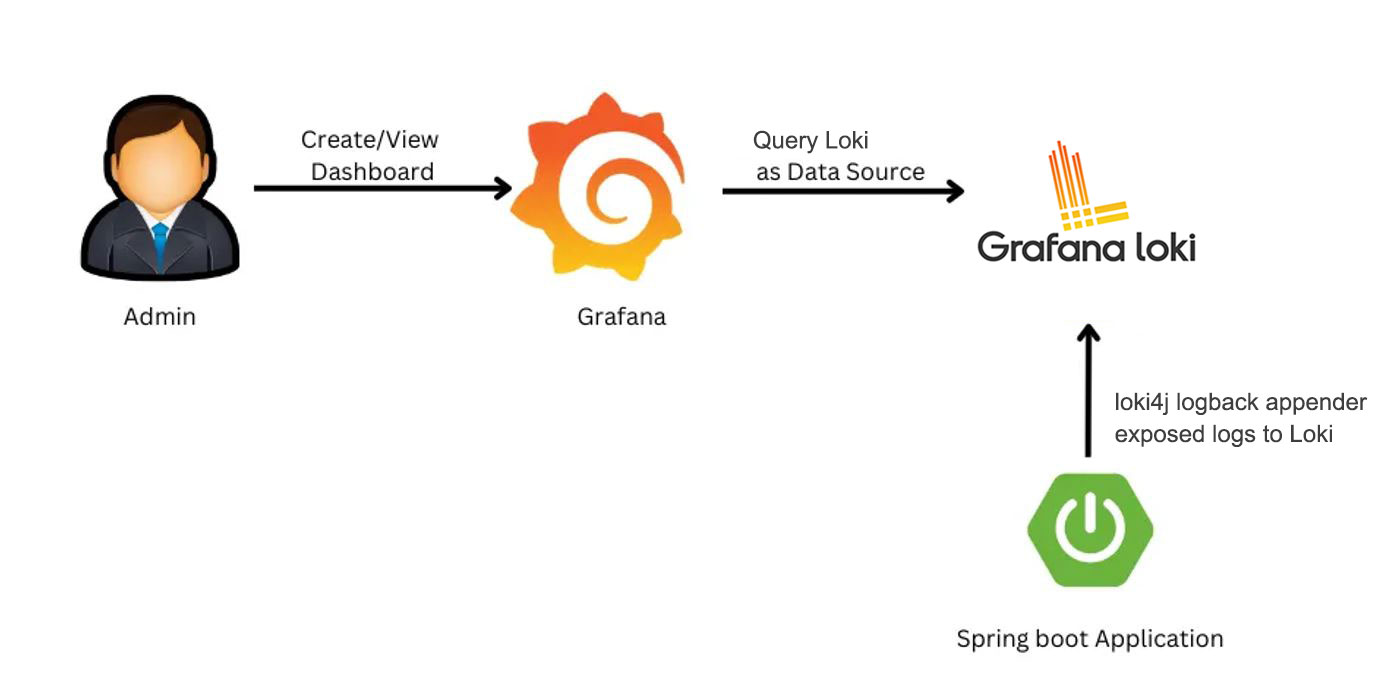 Create/View
Dashboard
Query Loki
as Data Source
Grafana loki
Admin
Grafana
loki4j logback appender
exposed logs to Loki
Spring boot Application